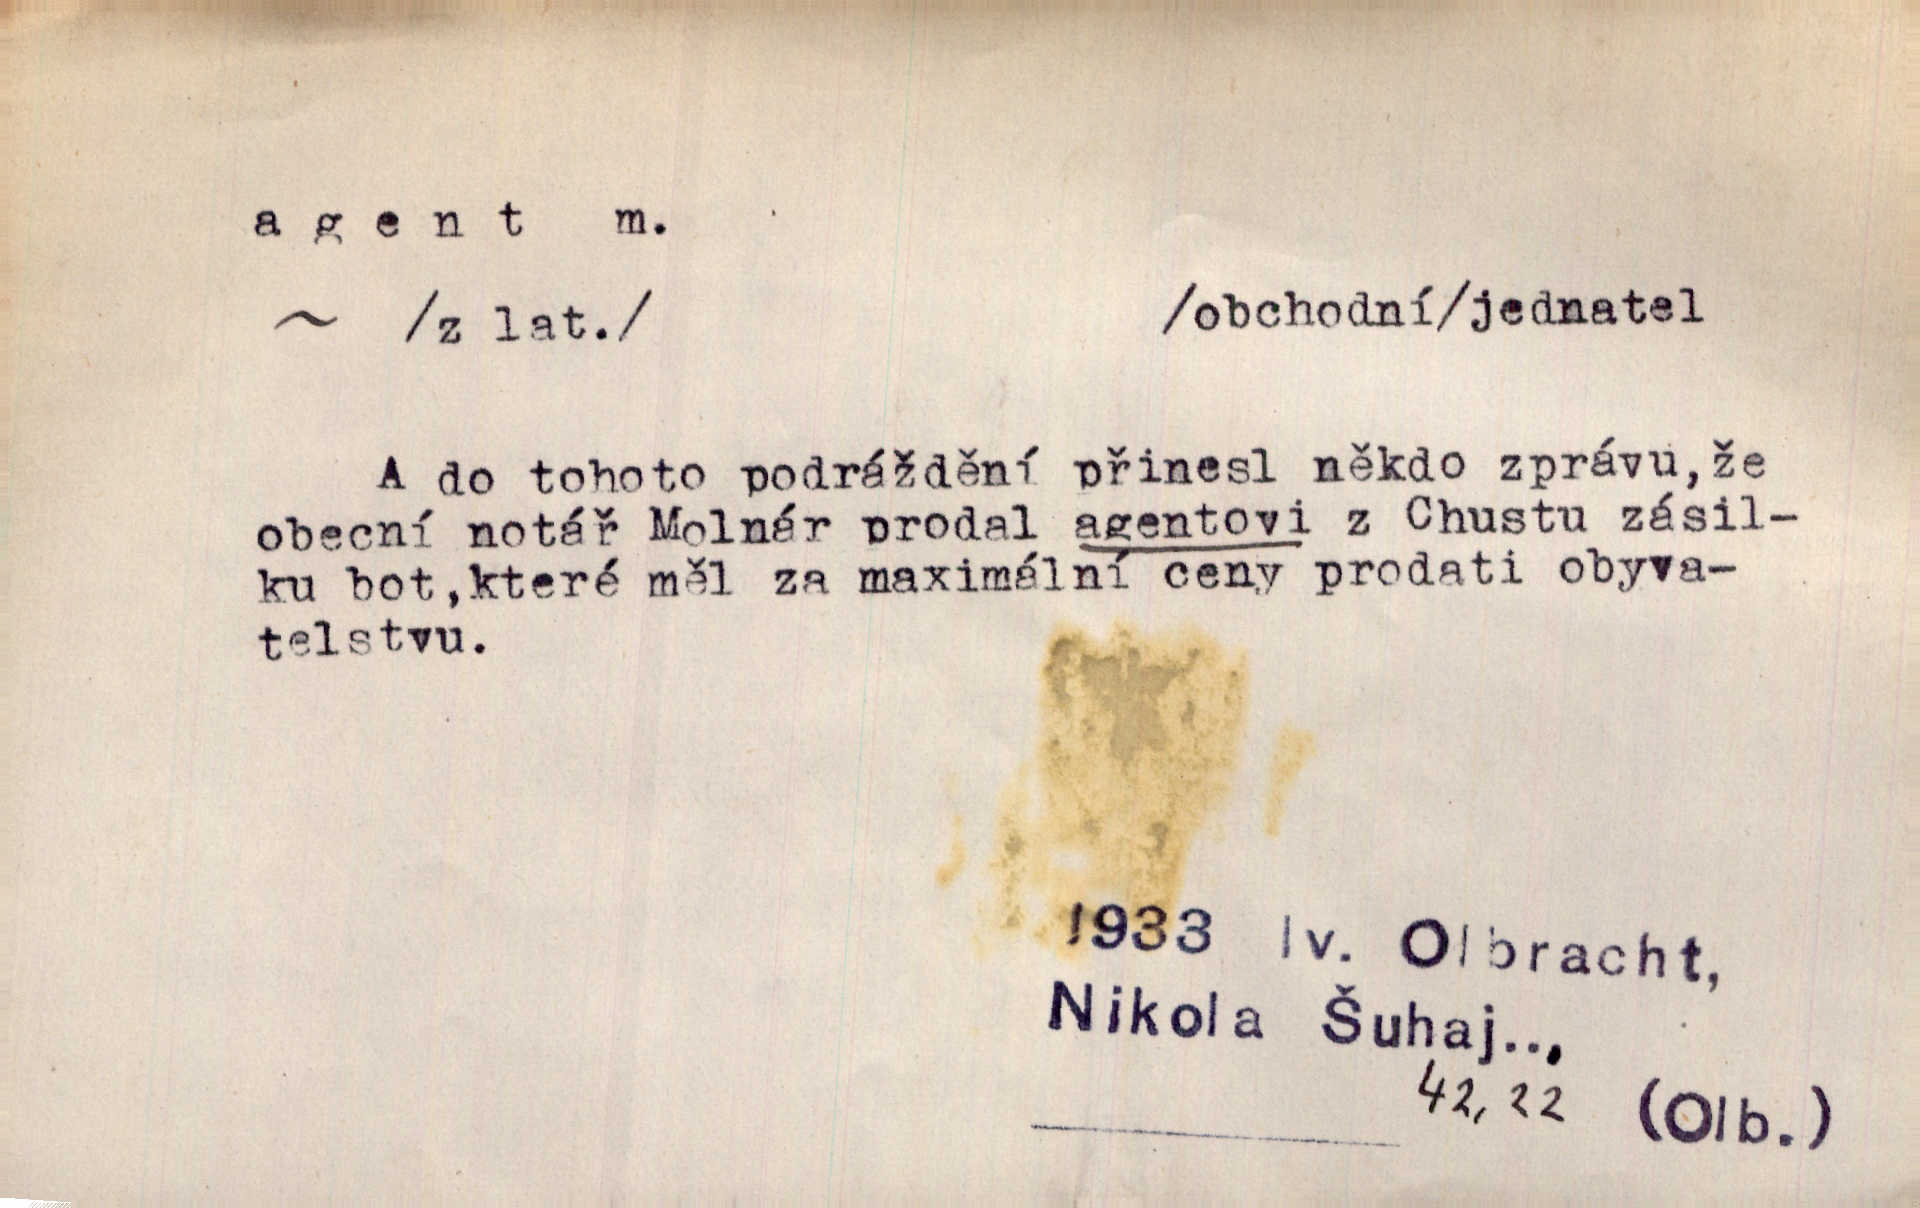 a g e n t m.
~ /z lat./ /obchodní/jednatel
A do tohoto podráždění přinesl někdo zprávu,že
obecní notář Molnár prodal agentovi z Chustu zásil-
ku bot,které měl za maximální ceny prodati obyva-
telstvu.
1933 Iv. Olbracht,
Nikola Šuhaj..,
42, 22 (Olb.)